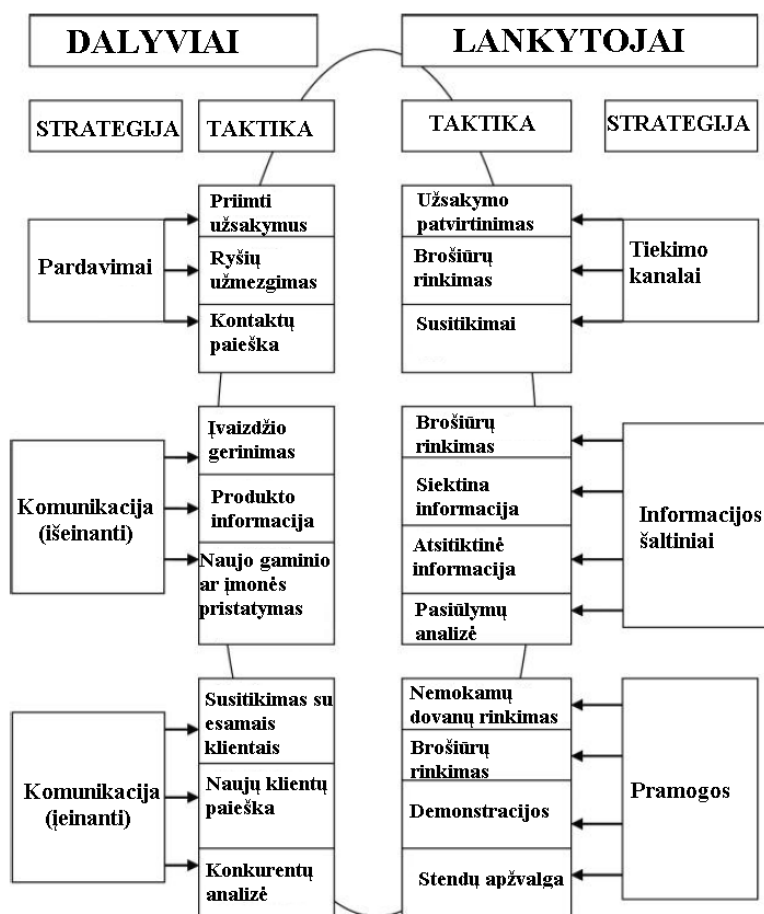 DALYVIAI
LANKYTOJAI
STRATEGIJA
TAKTIKA
TAKTIKA
STRATEGIJA
Pardavimai
Priimti
užsakymus
Ryšių
užmezgimas
Kontaktų
paieška
Užsakymo
patvirtinimas
Brošiūrų
rinkimas
Susitikimai
Tiekimo
kanalai
Komunikacija
(išeinanti)
Įvaizdžio
gerinimas
Produkto
informacija
Naujo gaminio
ar įmonės
pristatymas
Brošiūrų
rinkimas
Siektina
informacija
Atsitiktinė
informacija
Pasiūlymų
analizė
Informacijos
šaltiniai
Komunikacija
(įeinanti)
Susitikimas su
esamais
klientais
Naujų klientų
paieška
Konkurentų
analizė
Nemokamų
dovanų rinkimas
Brošiūrų
rinkimas
Demonstracijos
Stendų apžvalga
Pramogos